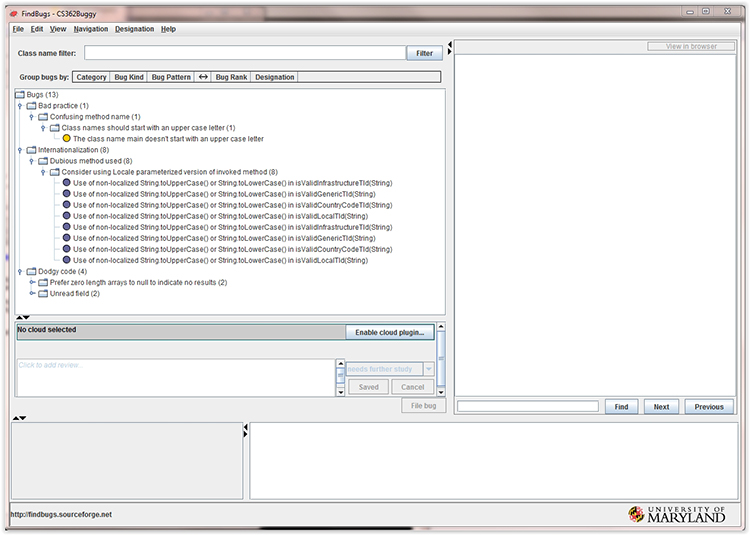 FindBugs - CS362Buggy
File Edit View Navigation Designation Help
Class name filter: Filter
View in browser
Group bugs by: Category Bug Kind Bug Pattern ↔ Bug Rank Designation
Bugs (13)
Bad practice (1)
Confusing method name (1)
Class names should start with an upper case letter (1)
The class name main doesn't start with an upper case letter
Internationalization (8)
Dubious method used (8)
Consider using Locale parameterized version of invoked method (8)
Use of non-localized String.toUpperCase() or String.toLowerCase() in isValidInfrastructureTld(String)
Use of non-localized String.toUpperCase() or String.toLowerCase() in isValidGenericTld(String)
Use of non-localized String.toUpperCase() or String.toLowerCase() in isValidCountryCodeTld(String)
Use of non-localized String.toUpperCase() or String.toLowerCase() in isValidLocalTld(String)
Use of non-localized String.toUpperCase() or String.toLowerCase() in isValidInfrastructureTld(String)
Use of non-localized String.toUpperCase() or String.toLowerCase() in isValidGenericTld(String)
Use of non-localized String.toUpperCase() or String.toLowerCase() in isValidCountryCodeTld(String)
Use of non-localized String.toUpperCase() or String.toLowerCase() in isValidLocalTld(String)
Dodgy code (4)
Prefer zero length arrays to null to indicate no results (2)
Unread field (2)
No cloud selected Enable cloud plugin...
Click to add review...
needs further study
Saved Cancel
File bug
Find Next Previous
http://findbugs.sourceforge.net
UNIVERSITY OF
MARYLAND